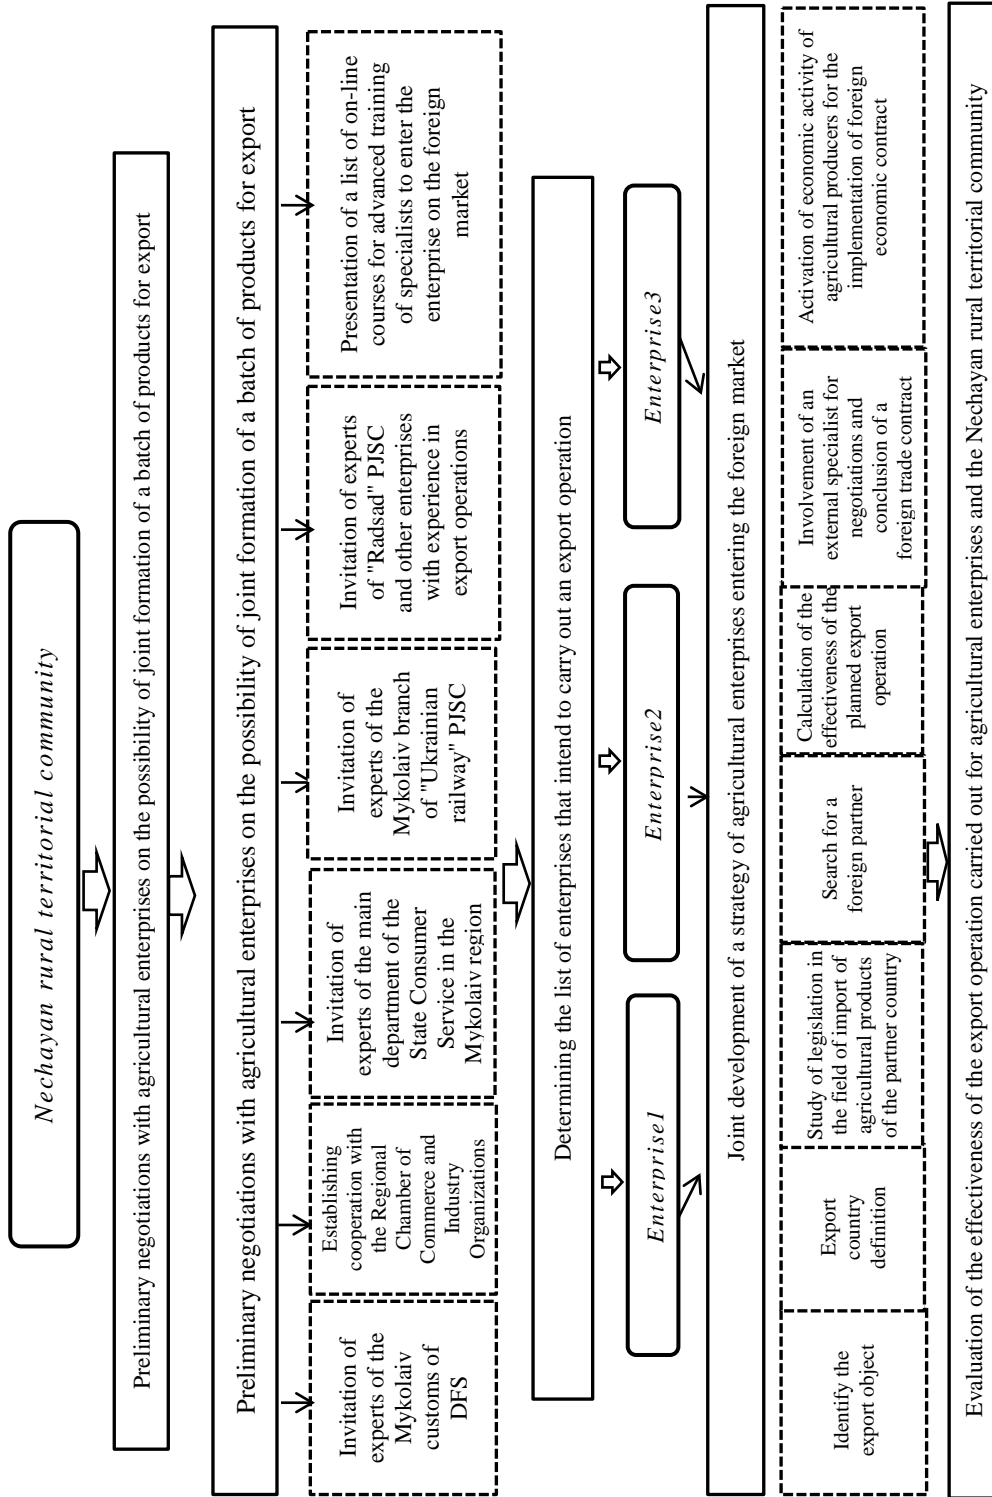 Nechayan rural territorial community
Preliminary negotiations with agricultural enterprises on the possibility of joint formation of a batch of products for export
Preliminary negotiations with agricultural enterprises on the possibility of joint formation of a batch of products for export
Invitation of
experts of the
Mykolaiv
customs of
DFS
Establishing
cooperation with
the Regional
Chamber of
Commerce and
Industry
Organizations
Invitation of
experts of the main
department of the
State Consumer
Service in the
Mykolaiv region
Invitation of
experts of the
Mykolaiv branch
of "Ukrainian
railway" PJSC
Invitation of experts
of "Radsad" PJSC
and other enterprises
with experience in
export operations
Presentation of a list of on-line
courses for advanced training
of specialists to enter the
enterprise on the foreign
market
Determining the list of enterprises that intend to carry out an export operation
Enterprise1
Enterprise2
Enterprise3
Joint development of a strategy of agricultural enterprises entering the foreign market
Identify the
export object
Export
country
definition
Study of legislation in
the field of import of
agricultural products
of the partner country
Search for a
foreign partner
Calculation of the
effectiveness of the
planned export
operation
Involvement of an
external specialist for
negotiations and
conclusion of a
foreign trade contract
Activation of economic activity of
agricultural producers for the
implementation of foreign
economic contract
Evaluation of the effectiveness of the export operation carried out for agricultural enterprises and the Nechayan rural territorial community